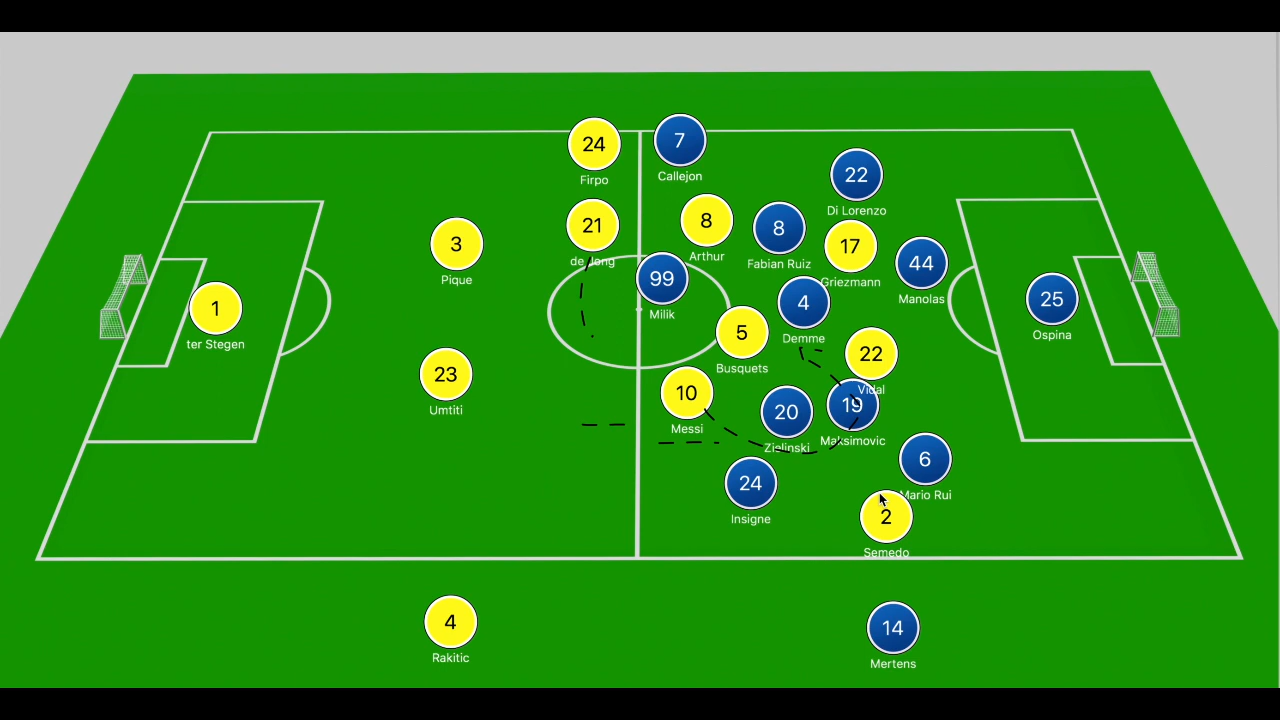 24
Firpo
7
Callejon
22
Di Lorenzo
3
Pique
21
de Jong
8
Arthur
8
Fabian Ruiz
17
Griezmann
44
Manolas
99
Milik
1
ter Stegen
4
Demme
25
Ospina
5
Busquets
22
Vidal
23
Umtiti
10
Messi
20
Zielinski
19
Maksimovic
24
Insigne
6
Mario Rui
2
Semedo
4
Rakitic
14
Mertens